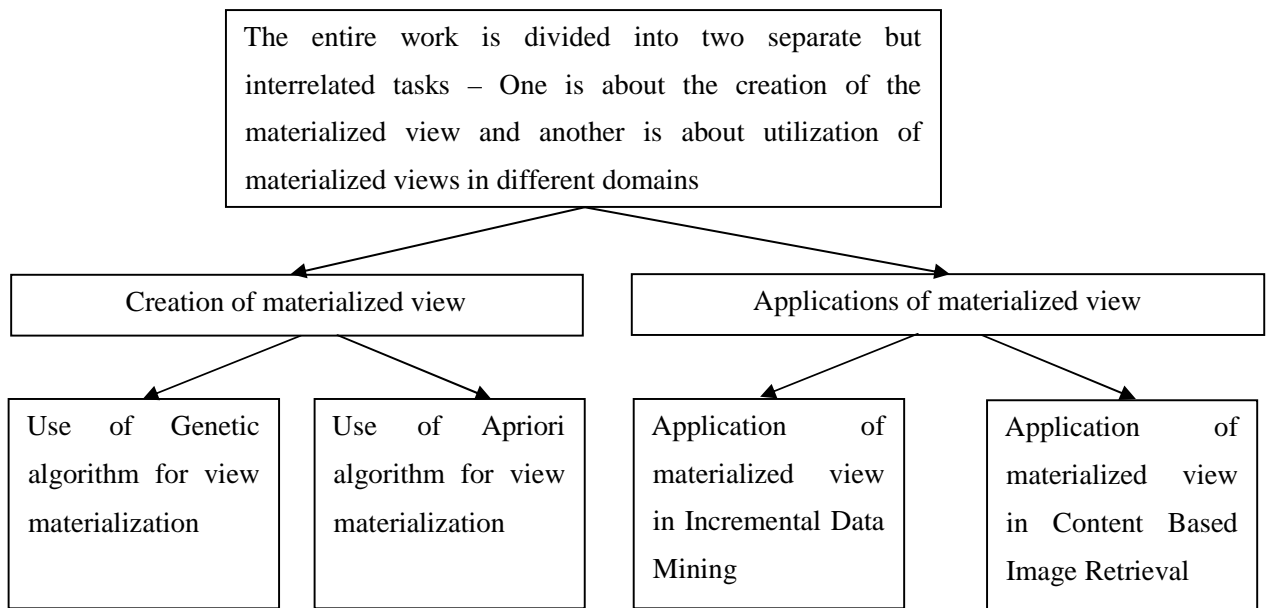 The entire work is divided into two separate but
interrelated tasks – One is about the creation of the
materialized view and another is about utilization of
materialized views in different domains
Creation of materialized view
Applications of materialized view
Use of Genetic
algorithm for view
materialization
Use of Apriori
algorithm for view
materialization
Application of
materialized view
in Incremental Data
Mining
Application of
materialized view
in Content Based
Image Retrieval